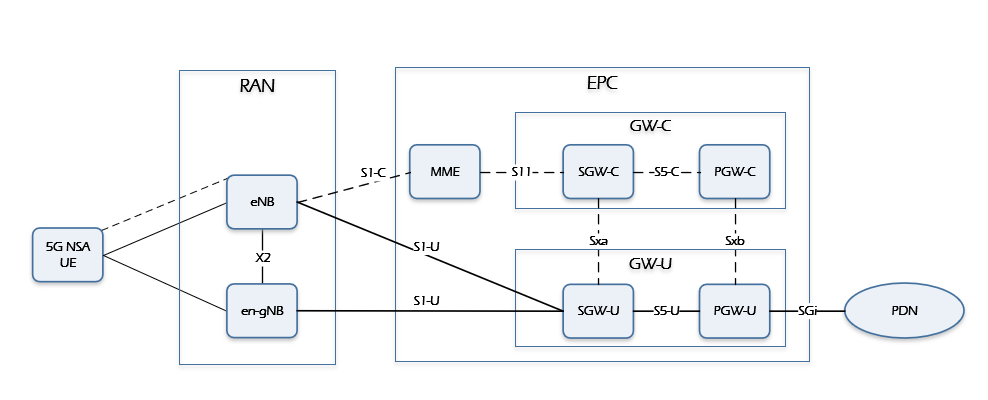 RAN
EPC
GW-C
S1-C
MME
S11
SGW-C
S5-C
PGW-C
eNB
5G NSA
UE
X2
S1-U
Sxa
Sxb
GW-U
S1-U
en-gNB
SGW-U
S5-U
PGW-U
SGi
PDN